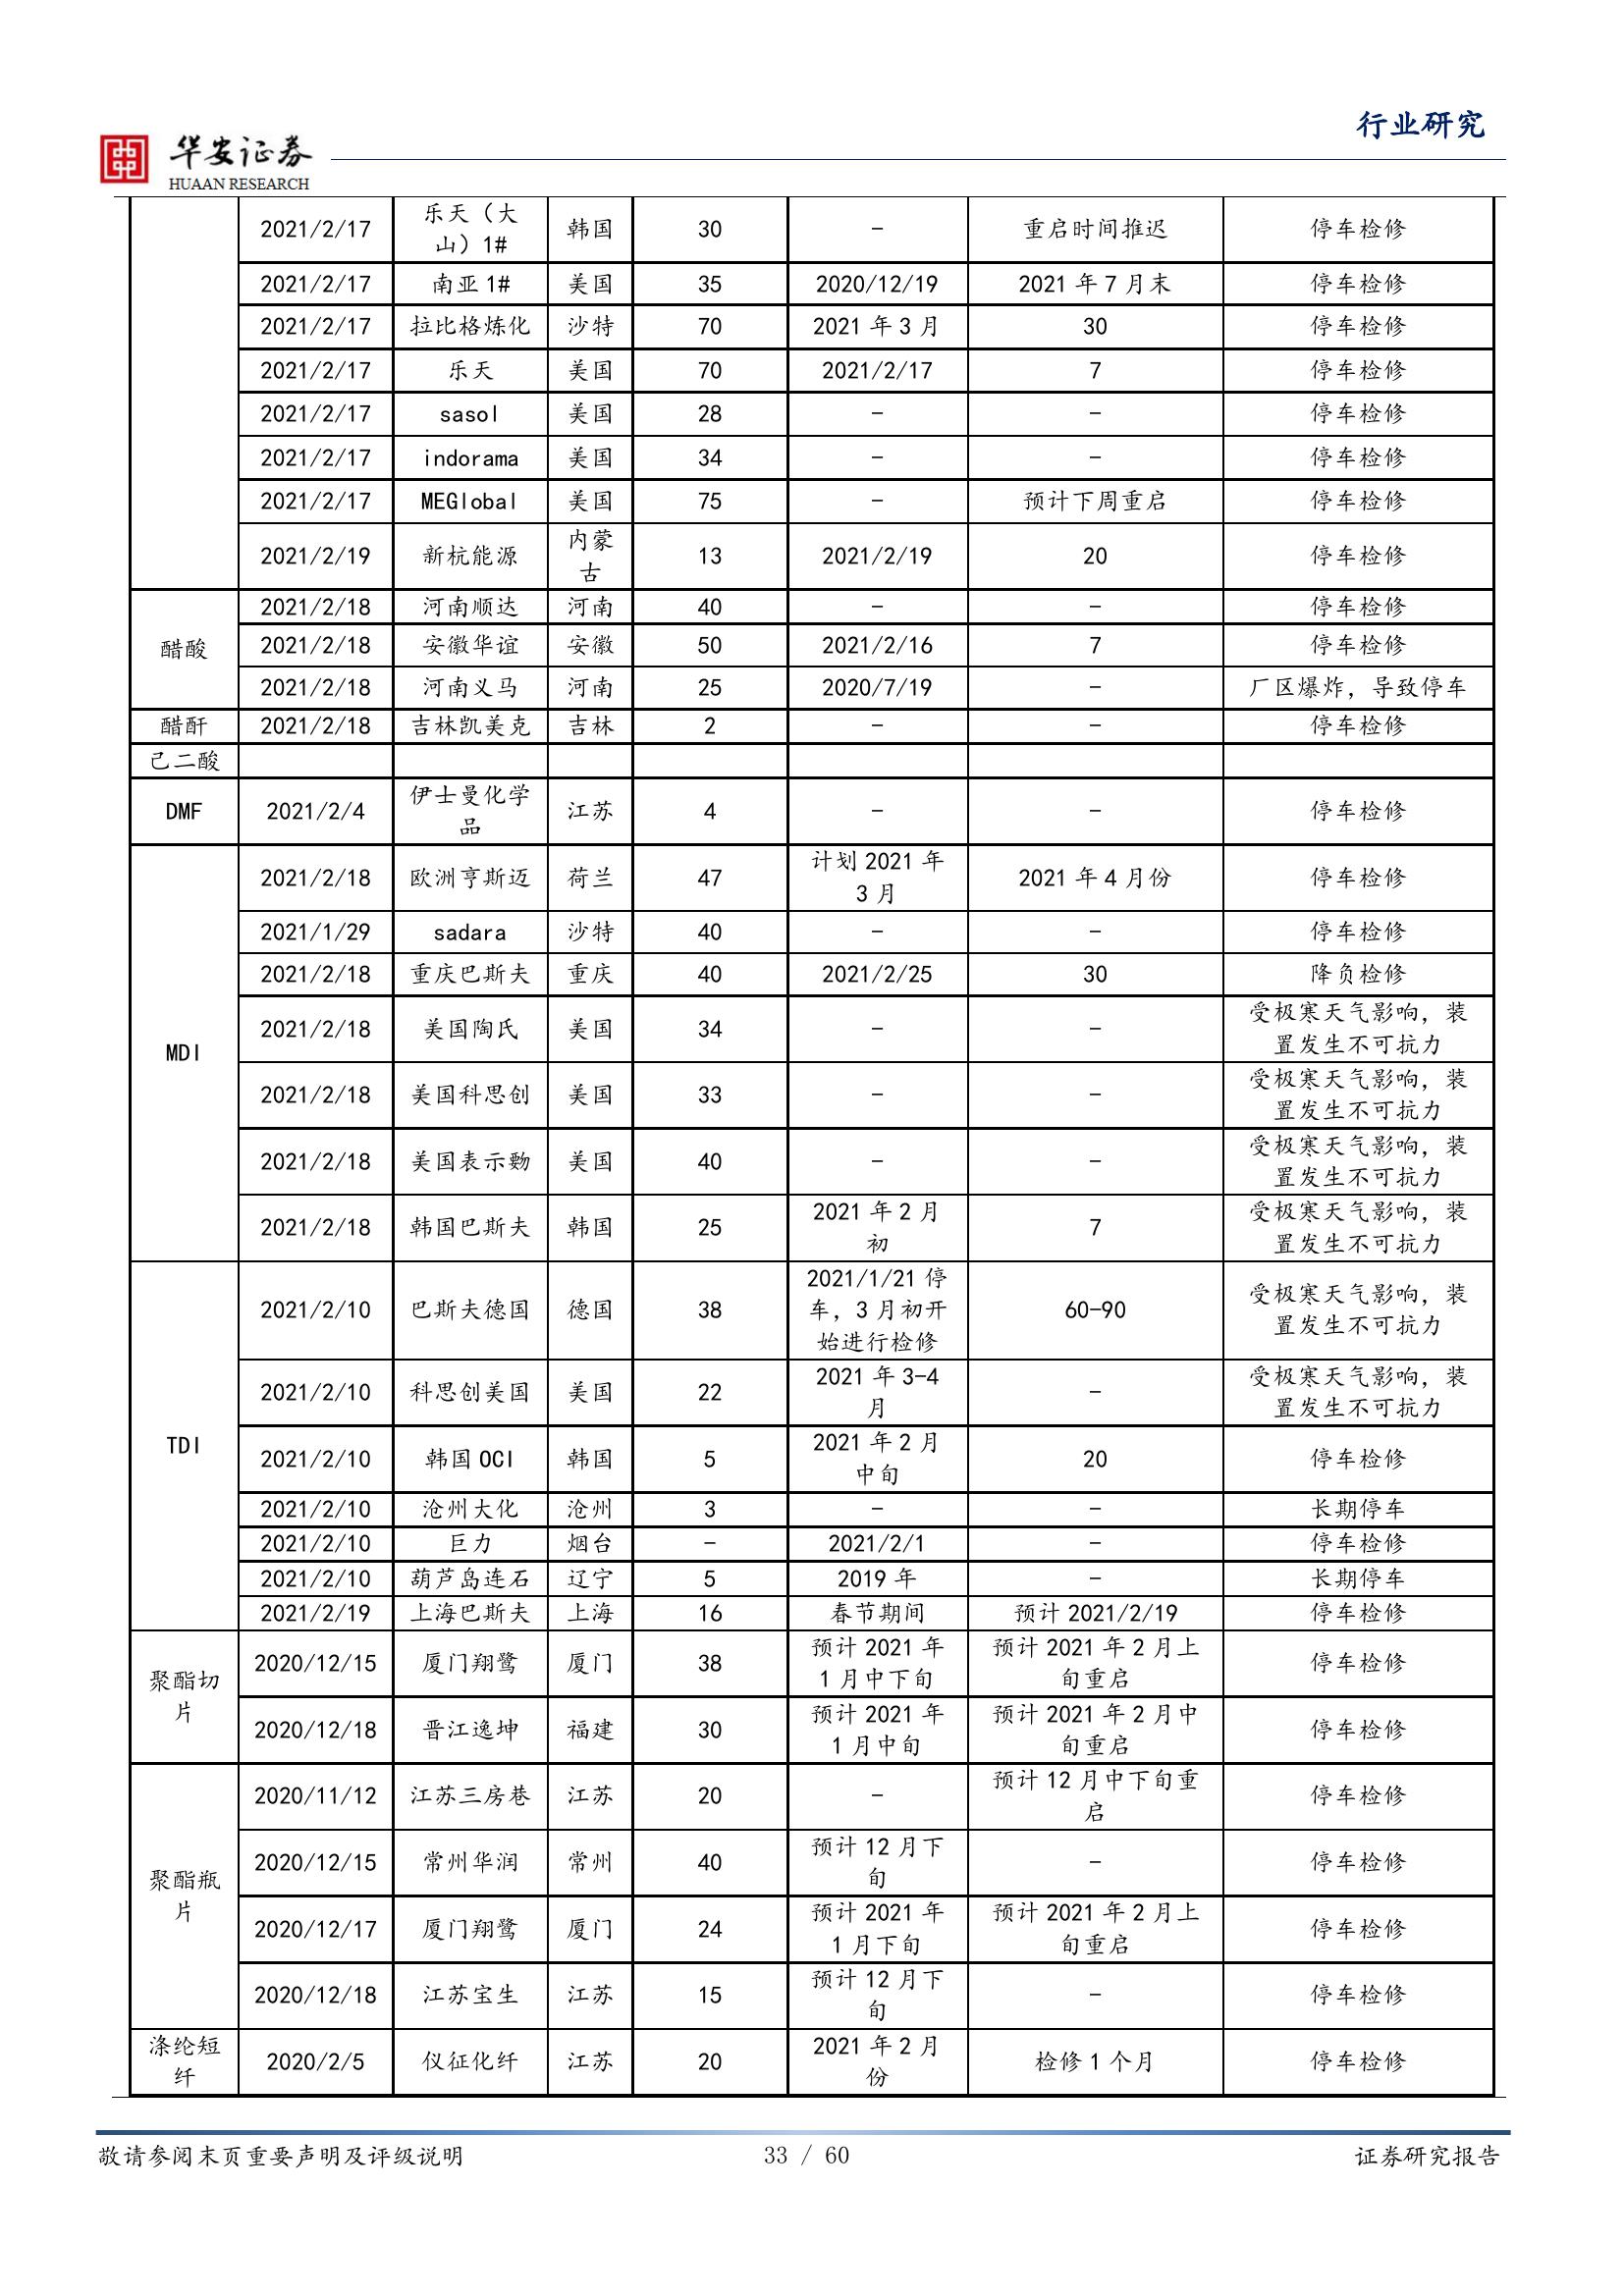 行业研究
华安证券
HUAAN RESEARCH
2021/2/17 乐天（大山）1# 韩国 30 - 重启时间推迟 停车检修
2021/2/17 南亚 1# 美国 35 2020/12/19 2021 年 7 月末 停车检修
2021/2/17 拉比格炼化 沙特 70 2021 年 3 月 30 停车检修
2021/2/17 乐天 美国 70 2021/2/17 7 停车检修
2021/2/17 sasol 美国 28 - - 停车检修
2021/2/17 indorama 美国 34 - - 停车检修
2021/2/17 MEGlobal 美国 75 - 预计下周重启 停车检修
2021/2/19 新杭能源 内蒙古 13 2021/2/19 20 停车检修
醋酸 2021/2/18 河南顺达 河南 40 - - 停车检修
2021/2/18 安徽华谊 安徽 50 2021/2/16 7 停车检修
2021/2/18 河南义马 河南 25 2020/7/19 - 厂区爆炸，导致停车
醋酐 2021/2/18 吉林凯美克 吉林 2 - - 停车检修
己二酸
DMF 2021/2/4 伊士曼化学品 江苏 4 - - 停车检修
MDI 2021/2/18 欧洲亨斯迈 荷兰 47 计划 2021 年 3 月 2021 年 4 月份 停车检修
2021/1/29 sadara 沙特 40 - - 停车检修
2021/2/18 重庆巴斯夫 重庆 40 2021/2/25 30 降负检修
2021/2/18 美国陶氏 美国 34 - - 受极寒天气影响，装置发生不可抗力
2021/2/18 美国科思创 美国 33 - - 受极寒天气影响，装置发生不可抗力
2021/2/18 美国表示觐 美国 40 - - 受极寒天气影响，装置发生不可抗力
2021/2/18 韩国巴斯夫 韩国 25 2021 年 2 月初 7 受极寒天气影响，装置发生不可抗力
TDI 2021/2/10 巴斯夫德国 德国 38 2021/1/21 停车，3 月初开始进行检修 60-90 受极寒天气影响，装置发生不可抗力
2021/2/10 科思创美国 美国 22 2021 年 3-4 月 - 受极寒天气影响，装置发生不可抗力
2021/2/10 韩国 OCI 韩国 5 2021 年 2 月中旬 20 停车检修
2021/2/10 沧州大化 沧州 3 - - 长期停车
2021/2/10 巨力 烟台 - 2021/2/1 - 停车检修
2021/2/10 葫芦岛连石 辽宁 5 2019 年 - 长期停车
2021/2/19 上海巴斯夫 上海 16 春节期间 预计 2021/2/19 停车检修
聚酯切片 2020/12/15 厦门翔鹭 厦门 38 预计 2021 年 1 月中下旬 预计 2021 年 2 月上旬重启 停车检修
2020/12/18 晋江逸坤 福建 30 预计 2021 年 1 月中旬 预计 2021 年 2 月中旬重启 停车检修
聚酯瓶片 2020/11/12 江苏三房巷 江苏 20 - 预计 12 月中下旬重启 停车检修
2020/12/15 常州华润 常州 40 预计 12 月下旬 - 停车检修
2020/12/17 厦门翔鹭 厦门 24 预计 2021 年 1 月下旬 预计 2021 年 2 月上旬重启 停车检修
2020/12/18 江苏宝生 江苏 15 预计 12 月下旬 - 停车检修
涤纶短纤 2020/2/5 仪征化纤 江苏 20 2021 年 2 月份 检修 1 个月 停车检修
敬请参阅末页重要声明及评级说明 33 / 60 证券研究报告